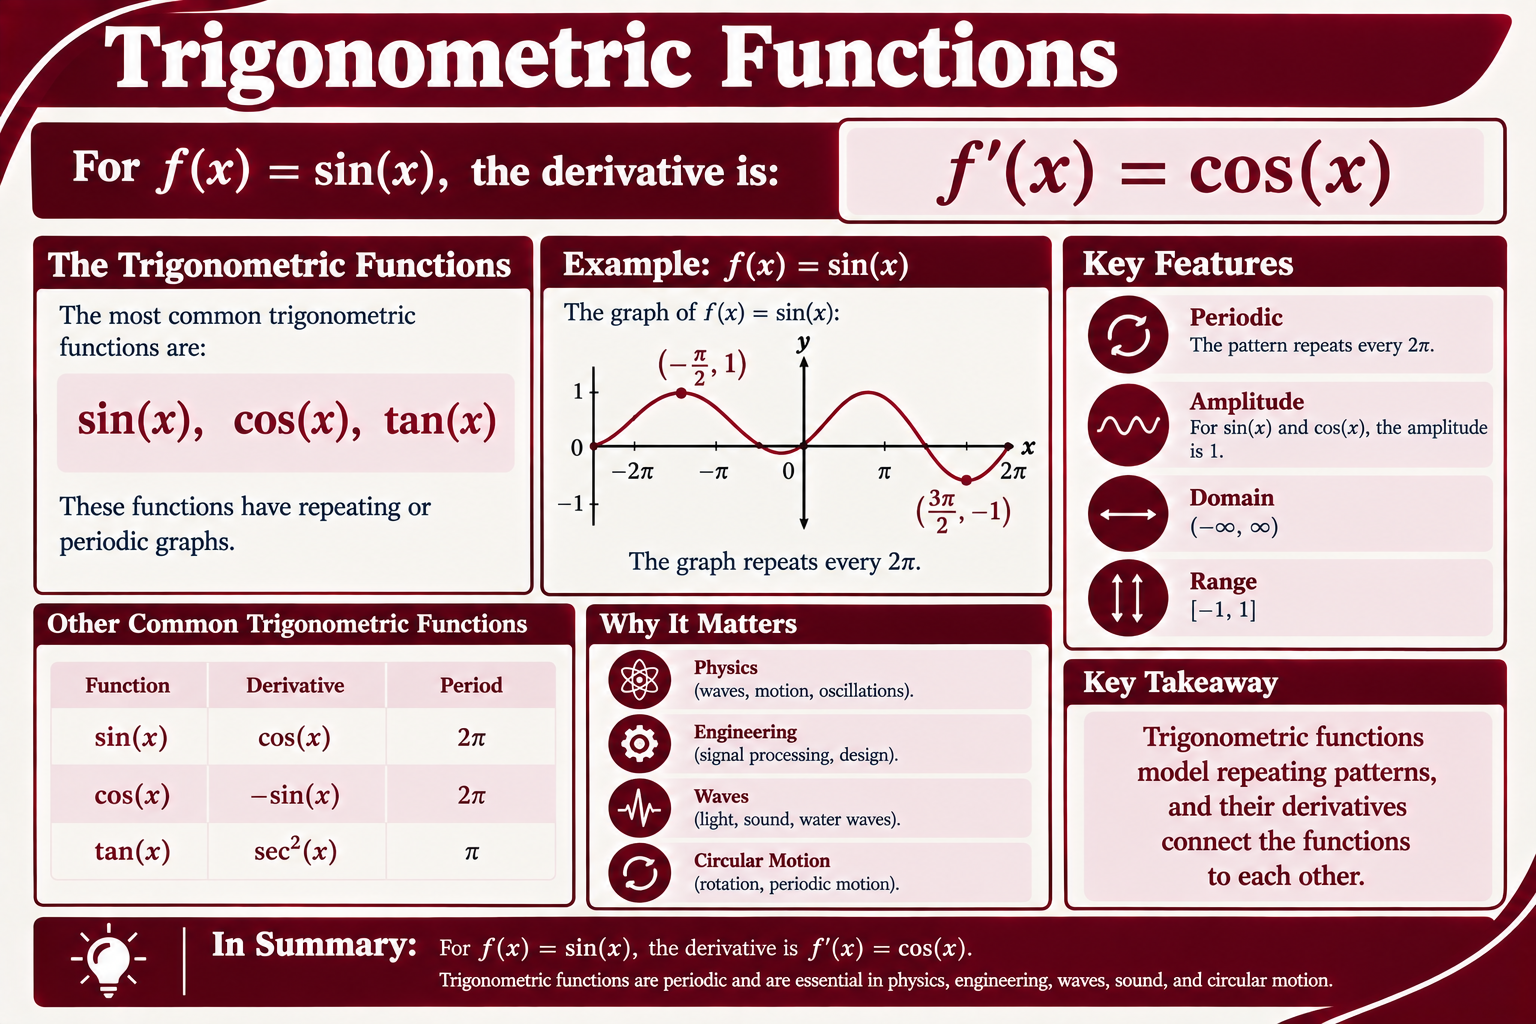 Trigonometric Functions
For f(x) = sin(x), the derivative is:
f′(x) = cos(x)
The Trigonometric Functions
The most common trigonometric
functions are:
sin(x), cos(x), tan(x)
These functions have repeating or
periodic graphs.
Example: f(x) = sin(x)
The graph of f(x) = sin(x):
y
(−π/2, 1)
1
0
−1
−2π
−π
0
π
2π
x
(3π/2, −1)
The graph repeats every 2π.
Key Features
Periodic
The pattern repeats every 2π.
Amplitude
For sin(x) and cos(x), the amplitude
is 1.
Domain
(−∞, ∞)
Range
[−1, 1]
Other Common Trigonometric Functions
Function Derivative Period
sin(x) cos(x) 2π
cos(x) −sin(x) 2π
tan(x) sec²(x) π
Why It Matters
Physics
(waves, motion, oscillations).
Engineering
(signal processing, design).
Waves
(light, sound, water waves).
Circular Motion
(rotation, periodic motion).
Key Takeaway
Trigonometric functions
model repeating patterns,
and their derivatives
connect the functions
to each other.
In Summary:
For f(x) = sin(x), the derivative is f′(x) = cos(x).
Trigonometric functions are periodic and are essential in physics, engineering, waves, sound, and circular motion.